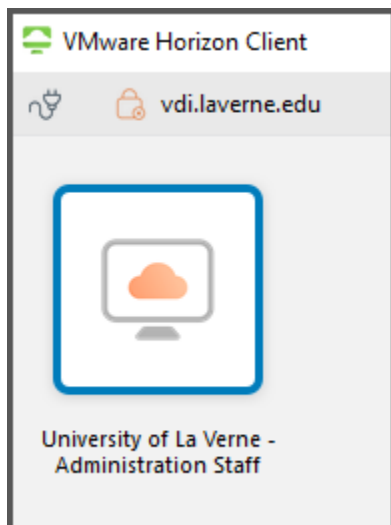 VMware Horizon Client
vdi.laverne.edu
University of La Verne -
Administration Staff